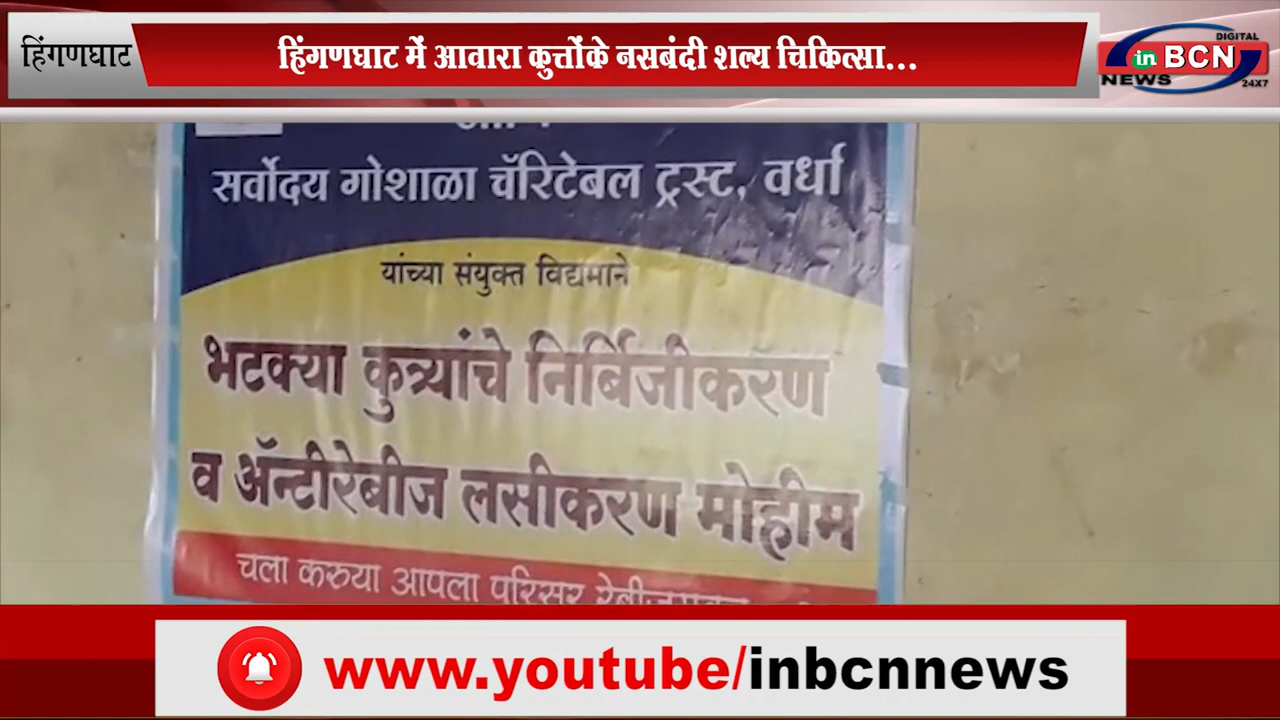 हिंगणघाट
हिंगणघाट में आवारा कुत्तोंके नसबंदी शल्य चिकित्सा...
DIGITAL
in BCN
NEWS
24X7
सर्वोदय गोशाळा चॅरिटेबल ट्रस्ट, वर्धा
यांच्या संयुक्त विद्यमाने
भटक्या कुत्र्यांचे निर्बिजीकरण
व ॲन्टीरेबीज लसीकरण मोहीम
चला करुया आपला परिसर
www.youtube/inbcnnews